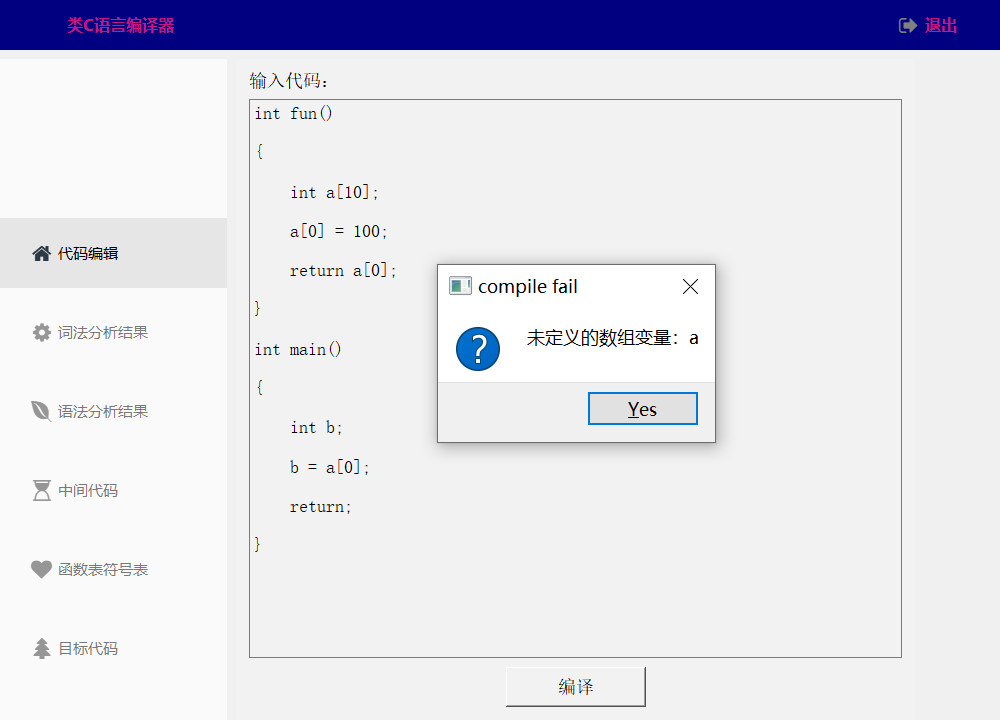 类C语言编译器
退出
代码编辑
词法分析结果
语法分析结果
中间代码
函数表符号表
目标代码
输入代码：
int fun()
{
    int a[10];
    a[0] = 100;
    return a[0];
}
int main()
{
    int b;
    b = a[0];
    return;
}
compile fail
未定义的数组变量：a
Yes
编译